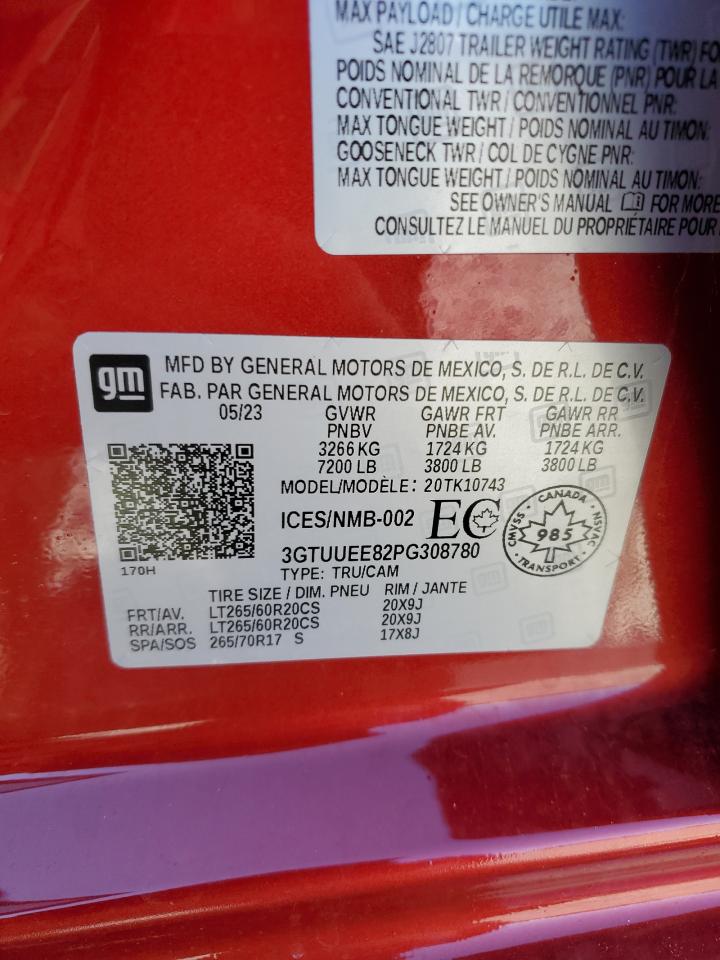 MAX PAYLOAD / CHARGE UTILE MAX:
SAE J2807 TRAILER WEIGHT RATING (TWR)
POIDS NOMINAL DE LA REMORQUE (PNR) POUR LA
CONVENTIONAL TWR / CONVENTIONNEL PNR:
MAX TONGUE WEIGHT / POIDS NOMINAL AU TIMON:
GOOSENECK TWR / COL DE CYGNE PNR:
MAX TONGUE WEIGHT / POIDS NOMINAL AU TIMON:
SEE OWNER'S MANUAL FOR MORE
CONSULTEZ LE MANUEL DU PROPRIÉTAIRE POUR
gm
MFD BY GENERAL MOTORS DE MEXICO, S. DE R.L. DE C.V.
FAB. PAR GENERAL MOTORS DE MEXICO, S. DE R.L. DE C.V.
05/23 GVWR GAWR FRT GAWR RR
PNBV PNBE AV. PNBE ARR.
3266 KG 1724 KG 1724 KG
7200 LB 3800 LB 3800 LB
MODEL/MODÈLE: 20TK10743
ICES/NMB-002 EC
CANADA
CMVSS 985 NSVAC
TRANSPORT
3GTUUEE82PG308780
170H TYPE: TRU/CAM
TIRE SIZE / DIM. PNEU RIM / JANTE
FRT/AV. LT265/60R20CS 20X9J
RR/ARR. LT265/60R20CS 20X9J
SPA/SOS 265/70R17 S 17X8J